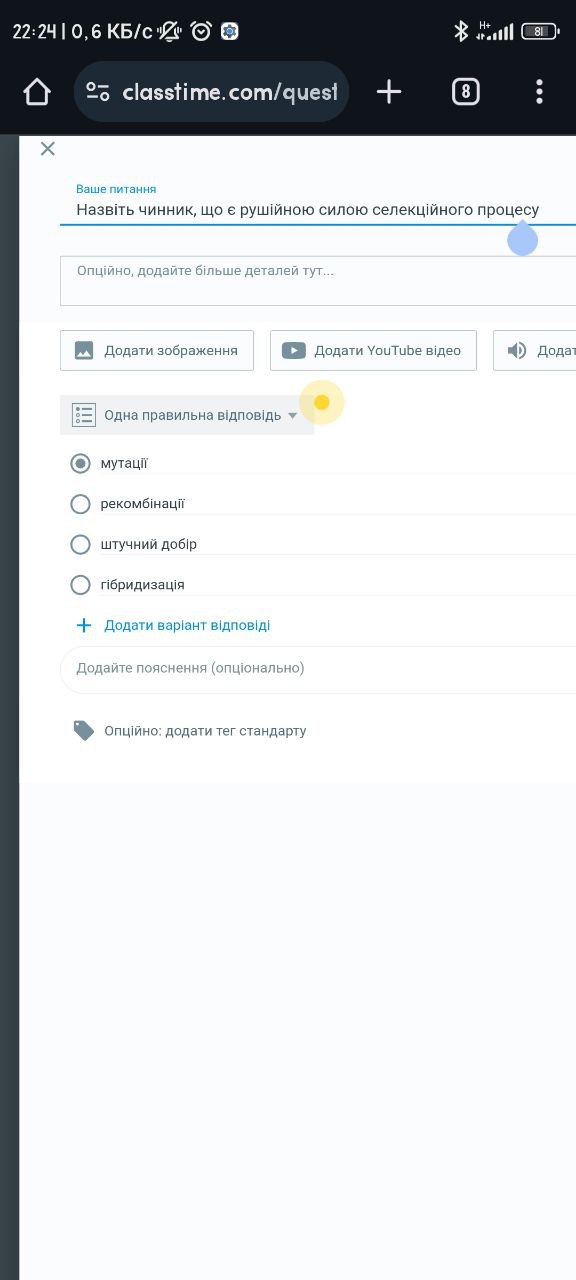 22:24 | 0,6 КБ/с
H+
81
classtime.com/quest
8
Ваше питання
Назвіть чинник, що є рушійною силою селекційного процесу
Опційно, додайте більше деталей тут...
Додати зображення Додати YouTube відео Додат
Одна правильна відповідь
мутації
рекомбінації
штучний добір
гібридизація
Додати варіант відповіді
Додайте пояснення (опціонально)
Опційно: додати тег стандарту